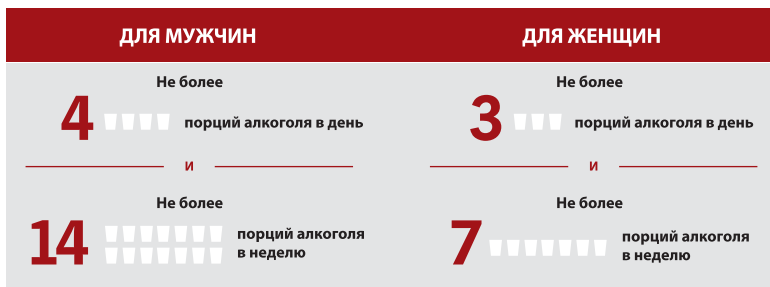 ДЛЯ МУЖЧИН
Не более
4 порций алкоголя в день
И
Не более
14 порций алкоголя
в неделю
ДЛЯ ЖЕНЩИН
Не более
3 порций алкоголя в день
И
Не более
7 порций алкоголя
в неделю